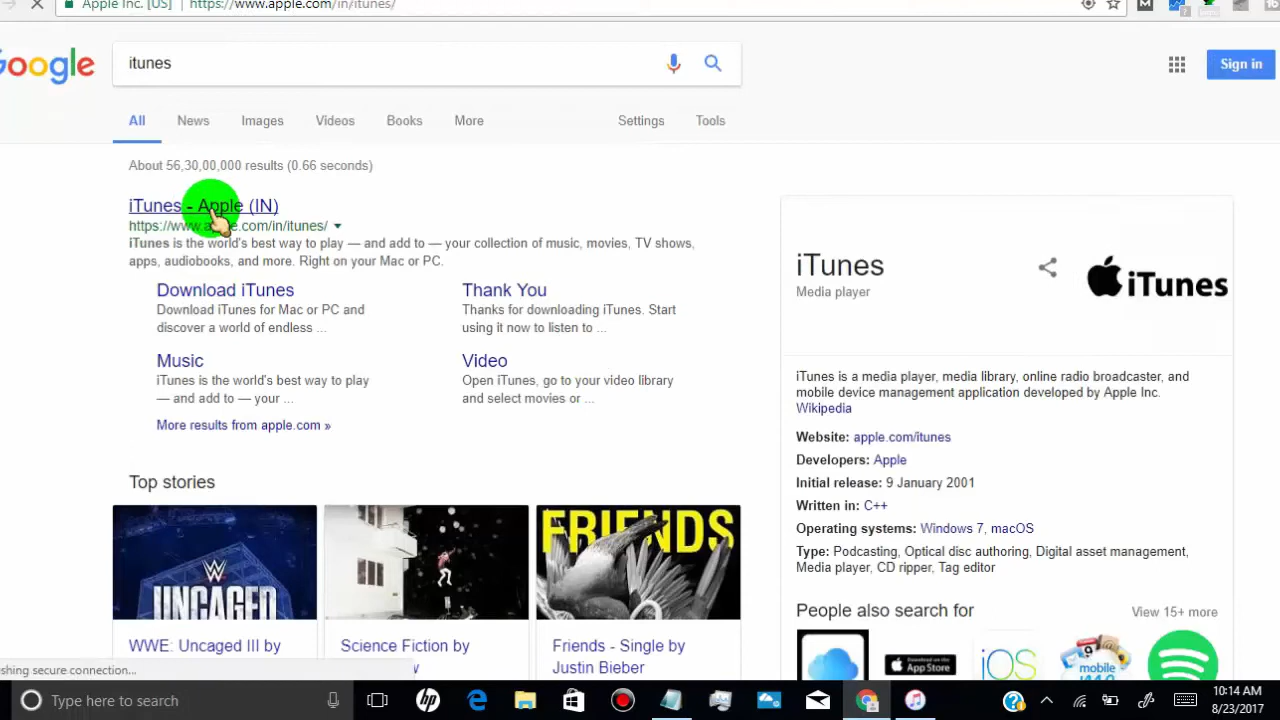 Apple Inc. [US] https://www.apple.com/in/itunes/
Google
itunes
Sign in
All News Images Videos Books More Settings Tools
About 56,30,00,000 results (0.66 seconds)
iTunes - Apple (IN)
https://www.apple.com/in/itunes/
iTunes is the world's best way to play — and add to — your collection of music, movies, TV shows,
apps, audiobooks, and more. Right on your Mac or PC.
Download iTunes
Download iTunes for Mac or PC and
discover a world of endless ...
Thank You
Thanks for downloading iTunes. Start
using it now to listen to ...
Music
iTunes is the world's best way to play
— and add to — your ...
Video
Open iTunes, go to your video library
and select movies or ...
More results from apple.com »
Top stories
UNCAGED
FRIENDS
WWE: Uncaged III by
Science Fiction by
Friends - Single by
Justin Bieber
iTunes
Media player
iTunes
iTunes is a media player, media library, online radio broadcaster, and
mobile device management application developed by Apple Inc.
Wikipedia
Website: apple.com/itunes
Developers: Apple
Initial release: 9 January 2001
Written in: C++
Operating systems: Windows 7, macOS
Type: Podcasting, Optical disc authoring, Digital asset management,
Media player, CD ripper, Tag editor
People also search for
View 15+ more
App Store
iOS
mobile
shing secure connection...
Type here to search
hp
10:14 AM
8/23/2017